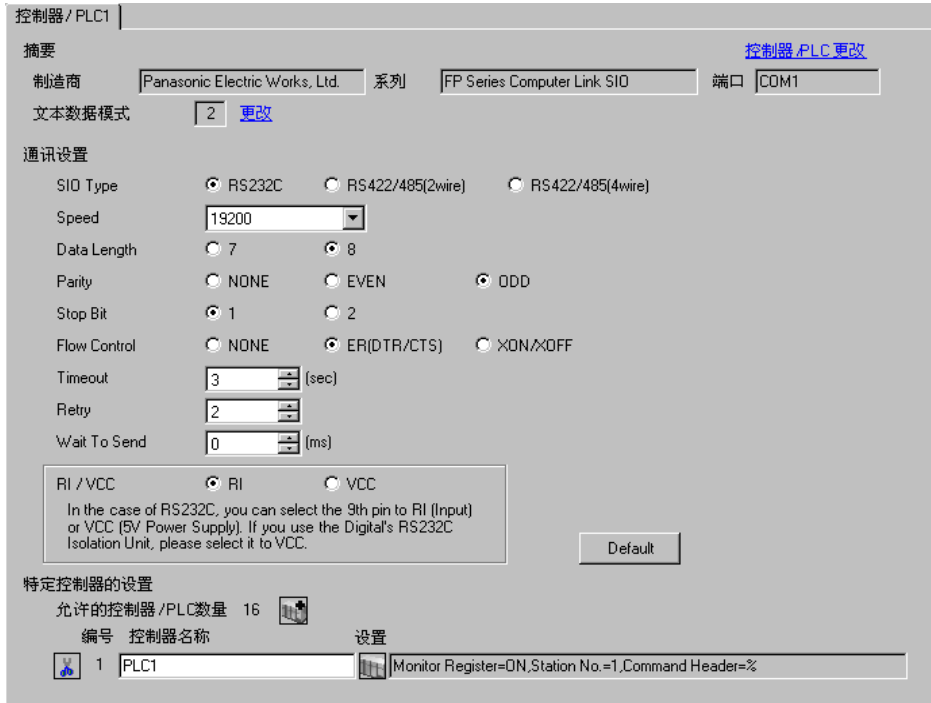 控制器/PLC1
摘要 控制器/PLC更改
制造商 Panasonic Electric Works, Ltd. 系列 FP Series Computer Link SIO 端口 COM1
文本数据模式 2 更改
通讯设置
SIO Type RS232C RS422/485(2wire) RS422/485(4wire)
Speed 19200
Data Length 7 8
Parity NONE EVEN ODD
Stop Bit 1 2
Flow Control NONE ER(DTR/CTS) XON/XOFF
Timeout 3 (sec)
Retry 2
Wait To Send 0 (ms)
RI / VCC RI VCC
In the case of RS232C, you can select the 9th pin to RI (Input)
or VCC (5V Power Supply). If you use the Digital's RS232C
Isolation Unit, please select it to VCC.
Default
特定控制器的设置
允许的控制器/PLC数量 16
编号 控制器名称 设置
1 PLC1 Monitor Register=ON,Station No.=1,Command Header=%